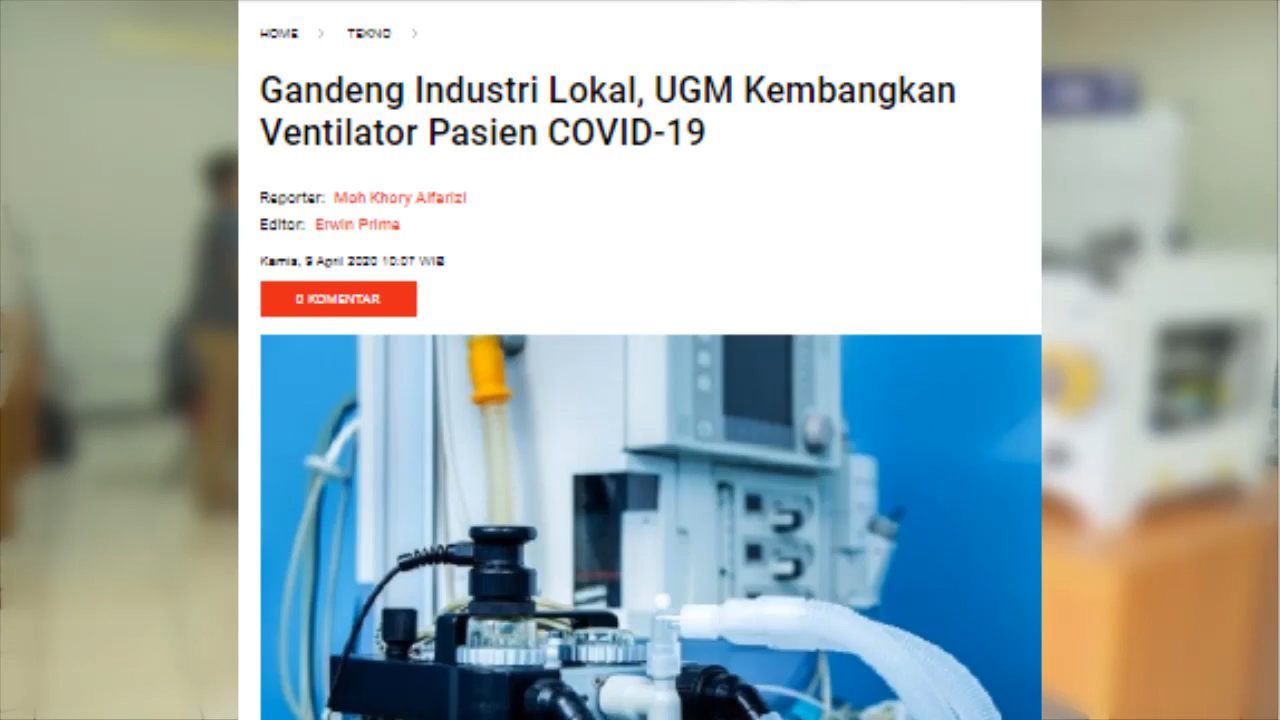 HOME > TEKNO >
Gandeng Industri Lokal, UGM Kembangkan
Ventilator Pasien COVID-19
Reporter: Moh Khory Alfarizi
Editor: Erwin Prima
Kamis, 9 April 2020 10:07 WIB
0 KOMENTAR